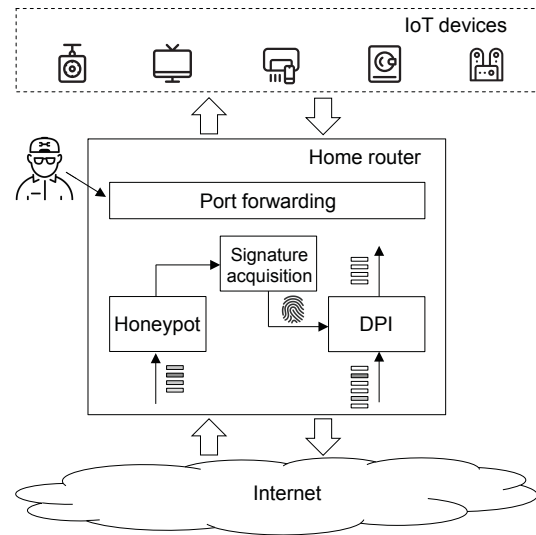 IoT devices
Home router
Port forwarding
Signature
acquisition
Honeypot
DPI
Internet